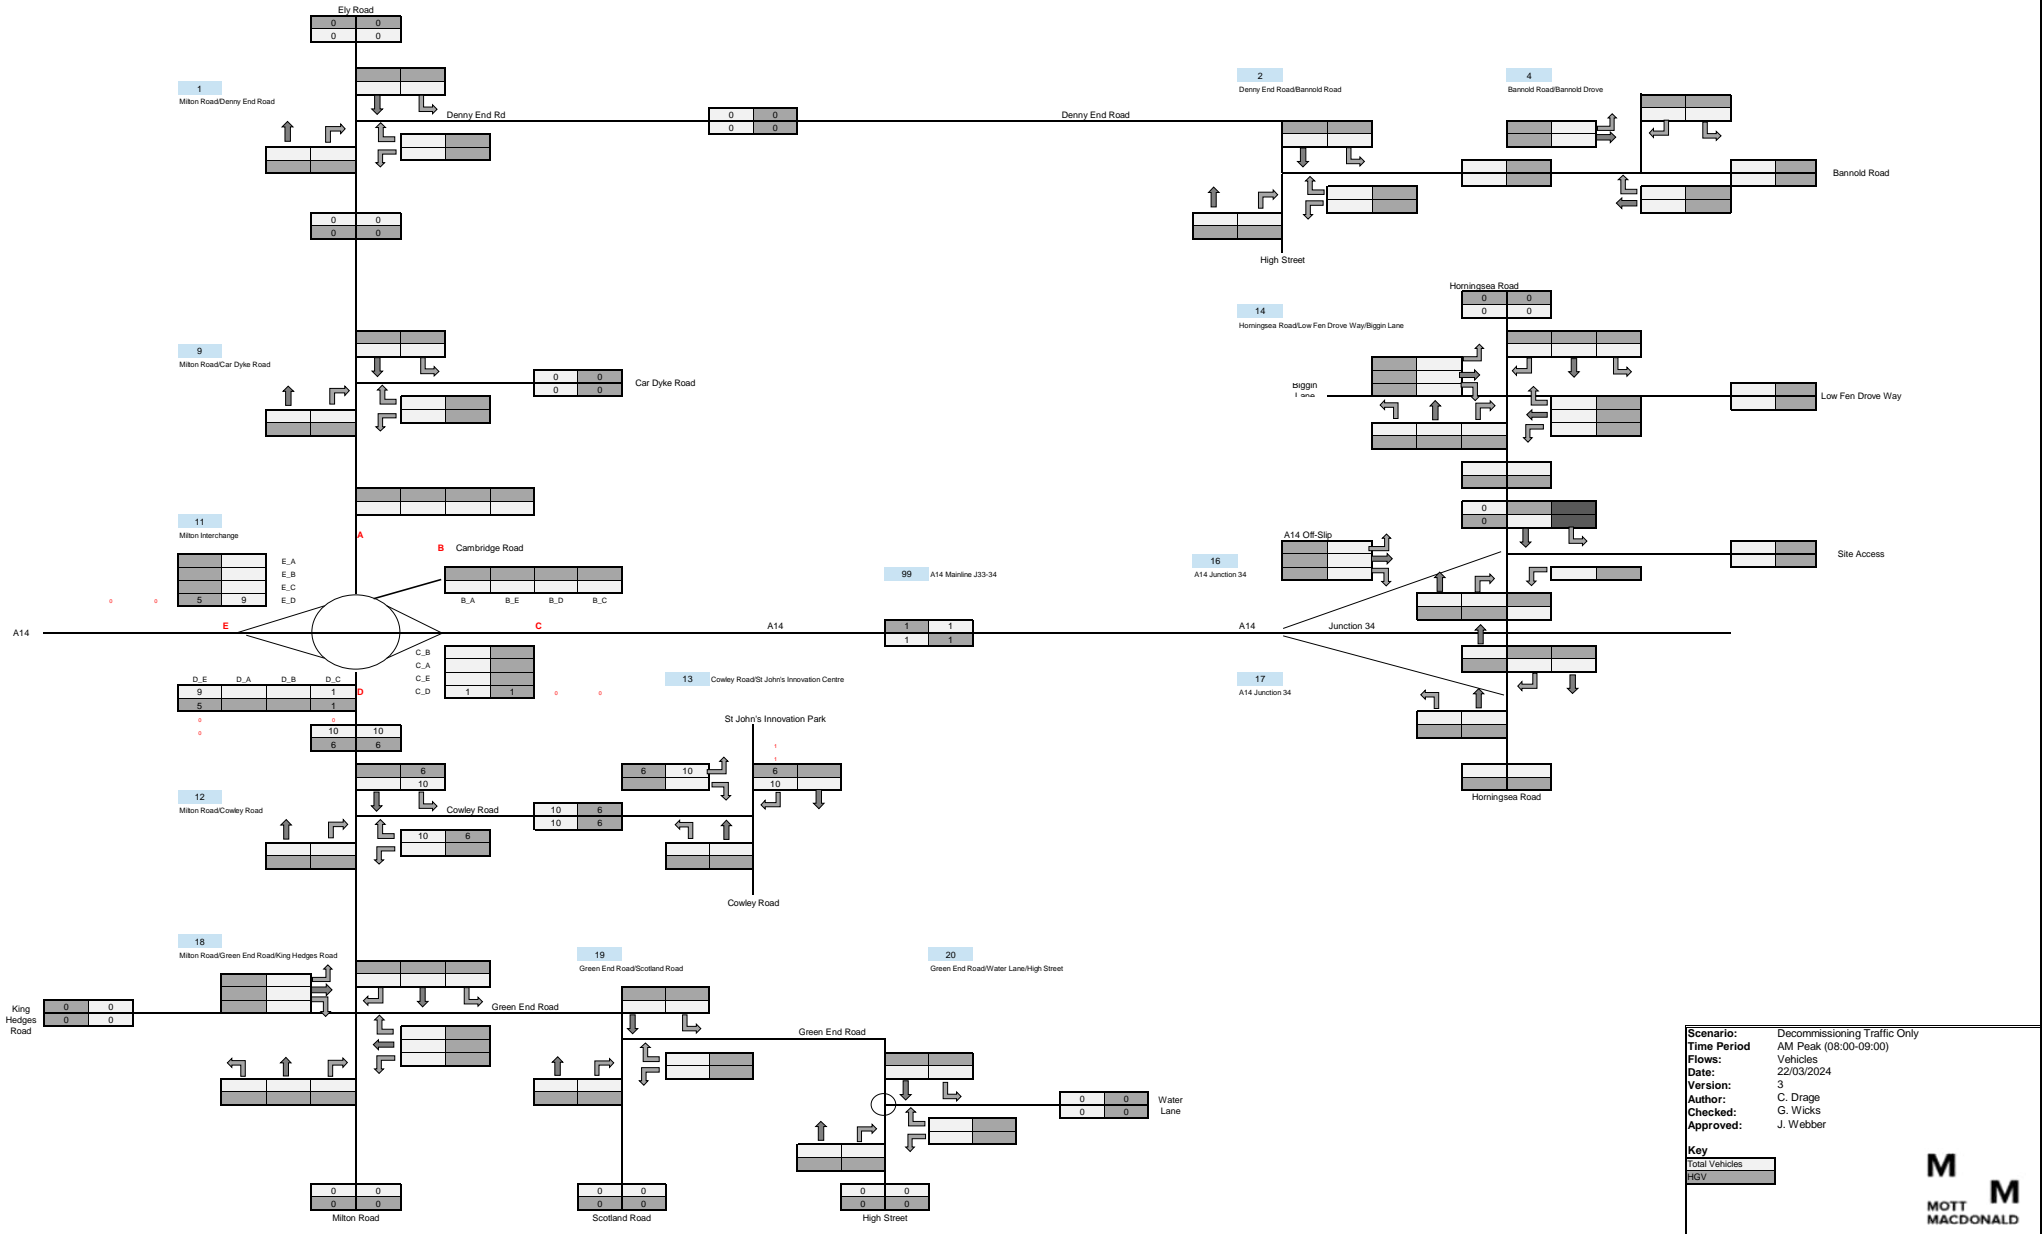 Ely Road
0 0
0 0
1
Milton Road/Denny End Road
Denny End Rd
0 0
0 0
Denny End Road
2
Denny End Road/Bannold Road
4
Bannold Road/Bannold Drove
Bannold Road
High Street
0 0
0 0
9
Milton Road/Car Dyke Road
0 0
0 0
Car Dyke Road
Horningsea Road
0 0
0 0
14
Horningsea Road/Low Fen Drove Way/Biggin Lane
Biggin
Lane
Low Fen Drove Way
0
0
11
Milton Interchange
A
B Cambridge Road
E_A
E_B
E_C
5 9 E_D
0 0
B_A B_E B_D B_C
99 A14 Mainline J33-34
16
A14 Junction 34
A14 Off-Slip
Site Access
A14
E
C
A14
1 1
1 1
A14
Junction 34
C_B
C_A
C_E
C_D 1 1 0 0
D_E D_A D_B D_C
9 1 D
5 1
0 0
0
10 10
6 6
13 Cowley Road/St John's Innovation Centre
17
A14 Junction 34
St John's Innovation Park
1
1
6
10
6 10
6
10
12
Milton Road/Cowley Road
Cowley Road
10 6
10 6
10 6
Horningsea Road
Cowley Road
18
Milton Road/Green End Road/King Hedges Road
19
Green End Road/Scotland Road
20
Green End Road/Water Lane/High Street
King
Hedges
Road
0 0
0 0
Green End Road
Green End Road
0 0
0 0
Water
Lane
0 0
0 0
Milton Road
0 0
0 0
Scotland Road
0 0
0 0
High Street
Scenario: Decommissioning Traffic Only
Time Period AM Peak (08:00-09:00)
Flows: Vehicles
Date: 22/03/2024
Version: 3
Author: C. Drage
Checked: G. Wicks
Approved: J. Webber
Key
Total Vehicles
HGV
M
M
MOTT
MACDONALD